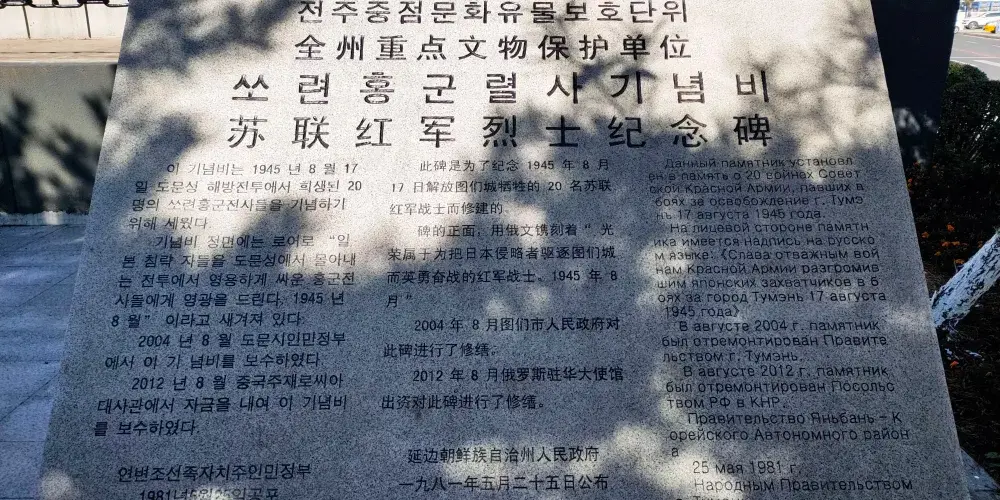 전주중점문화유물보호단위
全州重点文物保护单位
쏘련홍군렬사기념비
苏联红军烈士纪念碑
이 기념비는 1945 년 8 월 17
일 도문성 해방전투에서 희생된 20
명의 쏘련홍군전사들을 기념하기
위해 세웠다.
기념비 정면에는 로어로 “일
본 침략 자들을 도문성에서 몰아내
는 전투에서 영용하게 싸운 홍군전
사들에게 영광을 드린다. 1945 년
8 월” 이라고 새겨져 있다.
2004 년 8 월 도문시인민정부
에서 이 기 념비를 보수하였다.
2012 년 8 월 중국주재로씨아
대사관에서 자금을 내여 이 기념비
를 보수하였다.
연변조선족자치주인민정부
1981년5월25일공포
此碑是为了纪念 1945 年 8 月
17 日解放图们城牺牲的 20 名苏联
红军战士而修建的.
碑的正面，用俄文镌刻着“ 光
荣属于为把日本侵略者驱逐图们城
而英勇奋战的红军战士。1945 年 8
月”
2004 年 8 月图们市人民政府对
此碑进行了修缮。
2012 年 8 月俄罗斯驻华大使馆
出资对此碑进行了修缮。
延边朝鲜族自治州人民政府
一九八一年五月二十五日公布
Данный памятник установл
ен в память о 20 войнех Совет
ской Красной Армии, павших в
боях за освобождение г. Тумэ
нь 17 августа 1945 года.
На лицевой стороне памятн
ика имеется надпись на русско
м языке: 《Слава отважным вой
нам Красной Армии разгромив
шим японских захватчиков в б
оях за город Тумэнь 17 августа
1945 года》
В августе 2004 г. памятник
был отремонтирован Правите
льством г. Тумэнь.
В августе 2012 г. памятник
был отремонтирован Посольс
твом РФ в КНР.
Правительство Яньбань - К
орейского Автономного район
а
25 мая 1981 г.
Народным Правительством